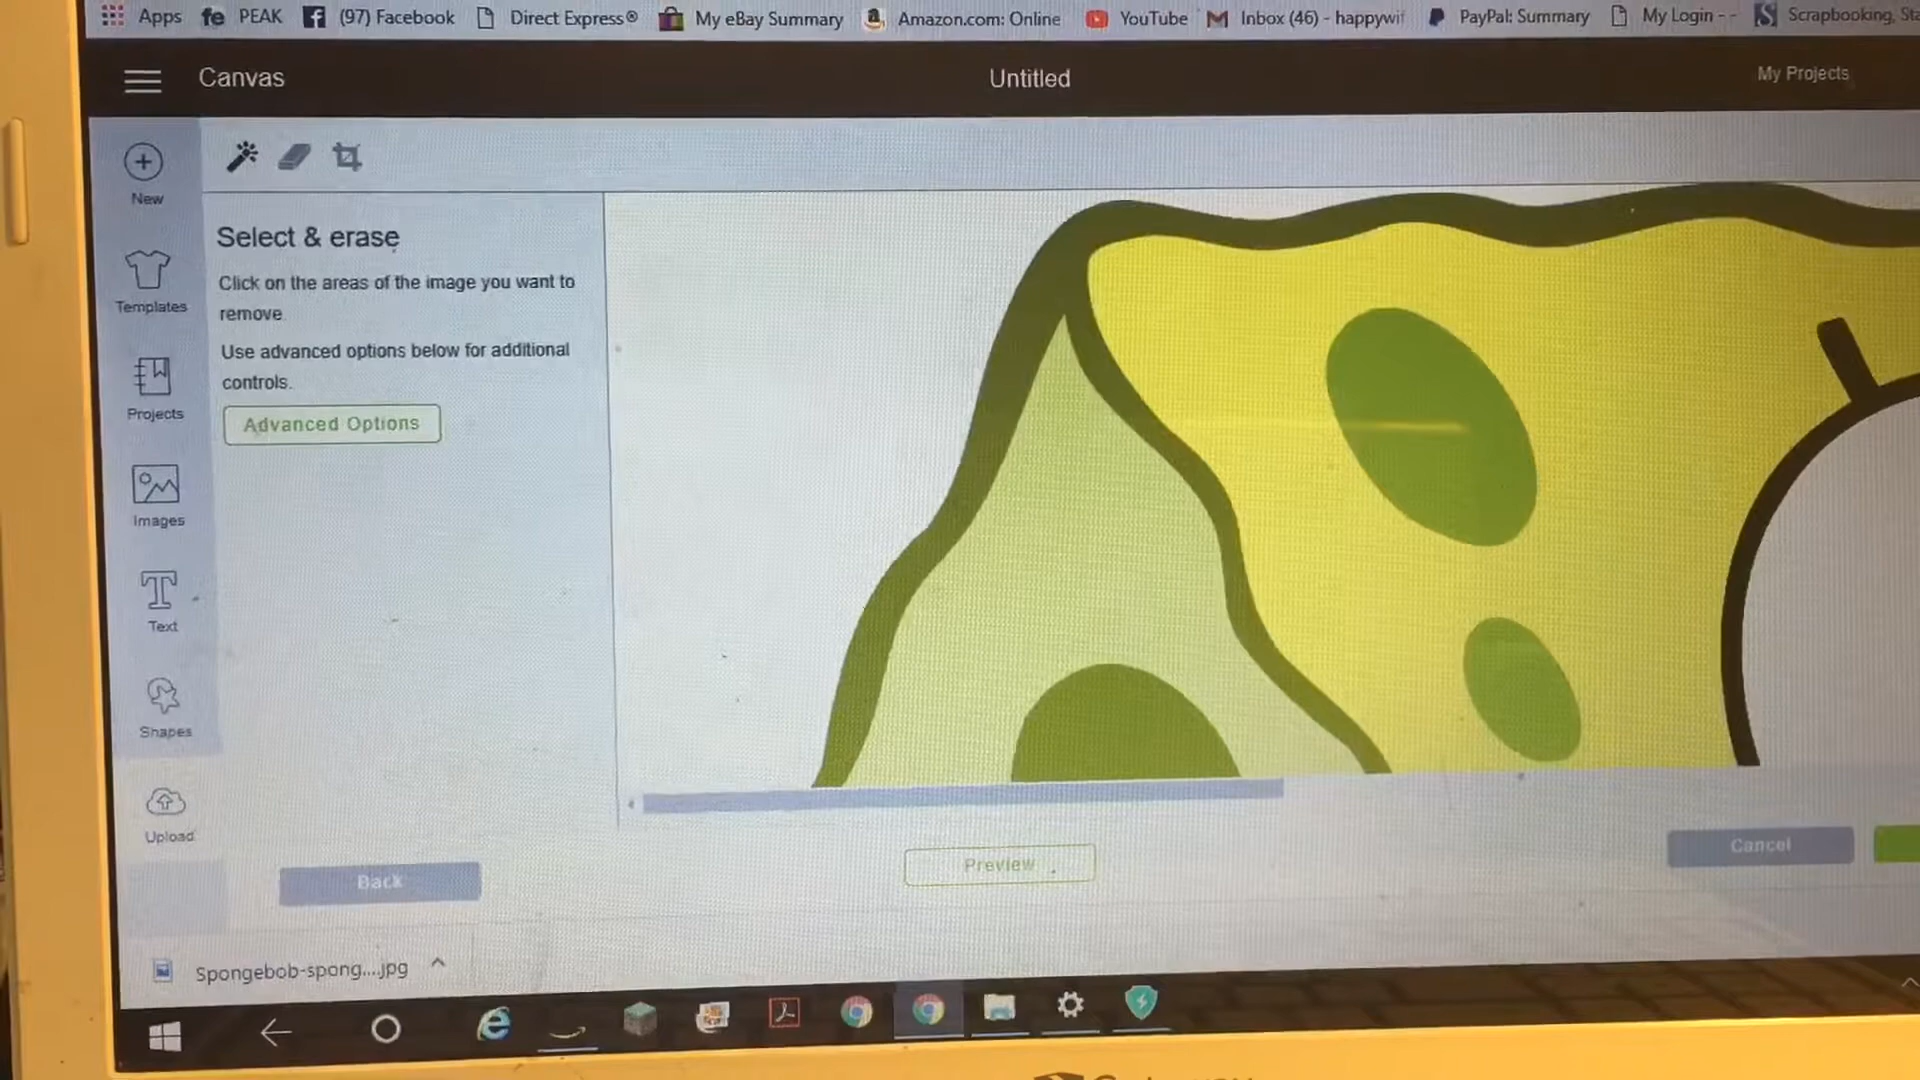 Apps
PEAK
(97) Facebook
Direct Express®
My eBay Summary
Amazon.com: Online
YouTube
Inbox (46) - happywif
PayPal: Summary
My Login - -
Scrapbooking, Sta
Canvas
Untitled
My Projects
New
Templates
Projects
Images
Text
Shapes
Upload
Select & erase
Click on the areas of the image you want to
remove
Use advanced options below for additional
controls.
Advanced Options
Back
Preview
Cancel
Spongebob-spong....jpg